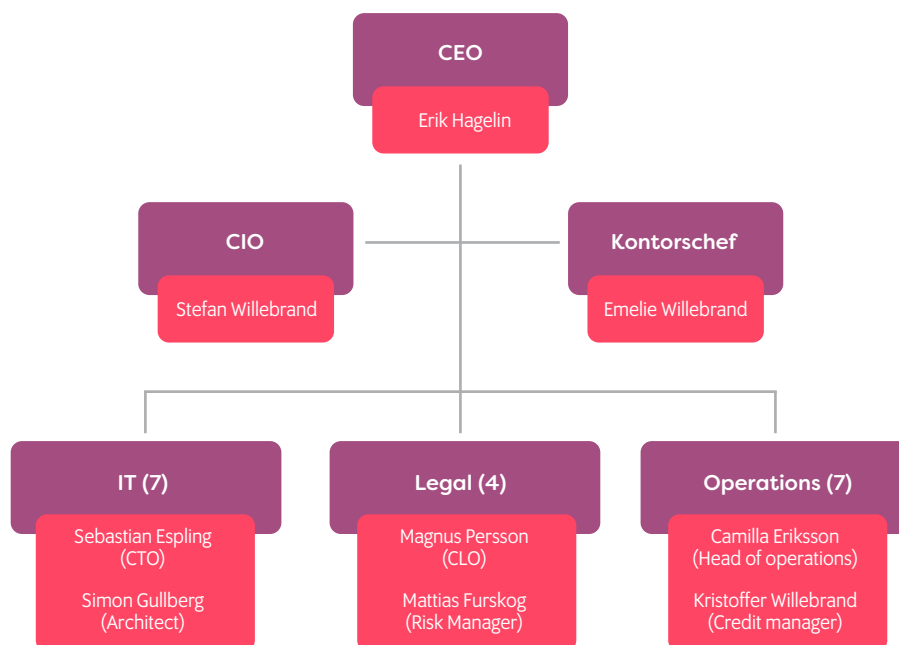 CEO
Erik Hagelin
CIO
Stefan Willebrand
Kontorschef
Emelie Willebrand
IT (7)
Sebastian Espling
(CTO)
Simon Gullberg
(Architect)
Legal (4)
Magnus Persson
(CLO)
Mattias Furskog
(Risk Manager)
Operations (7)
Camilla Eriksson
(Head of operations)
Kristoffer Willebrand
(Credit manager)